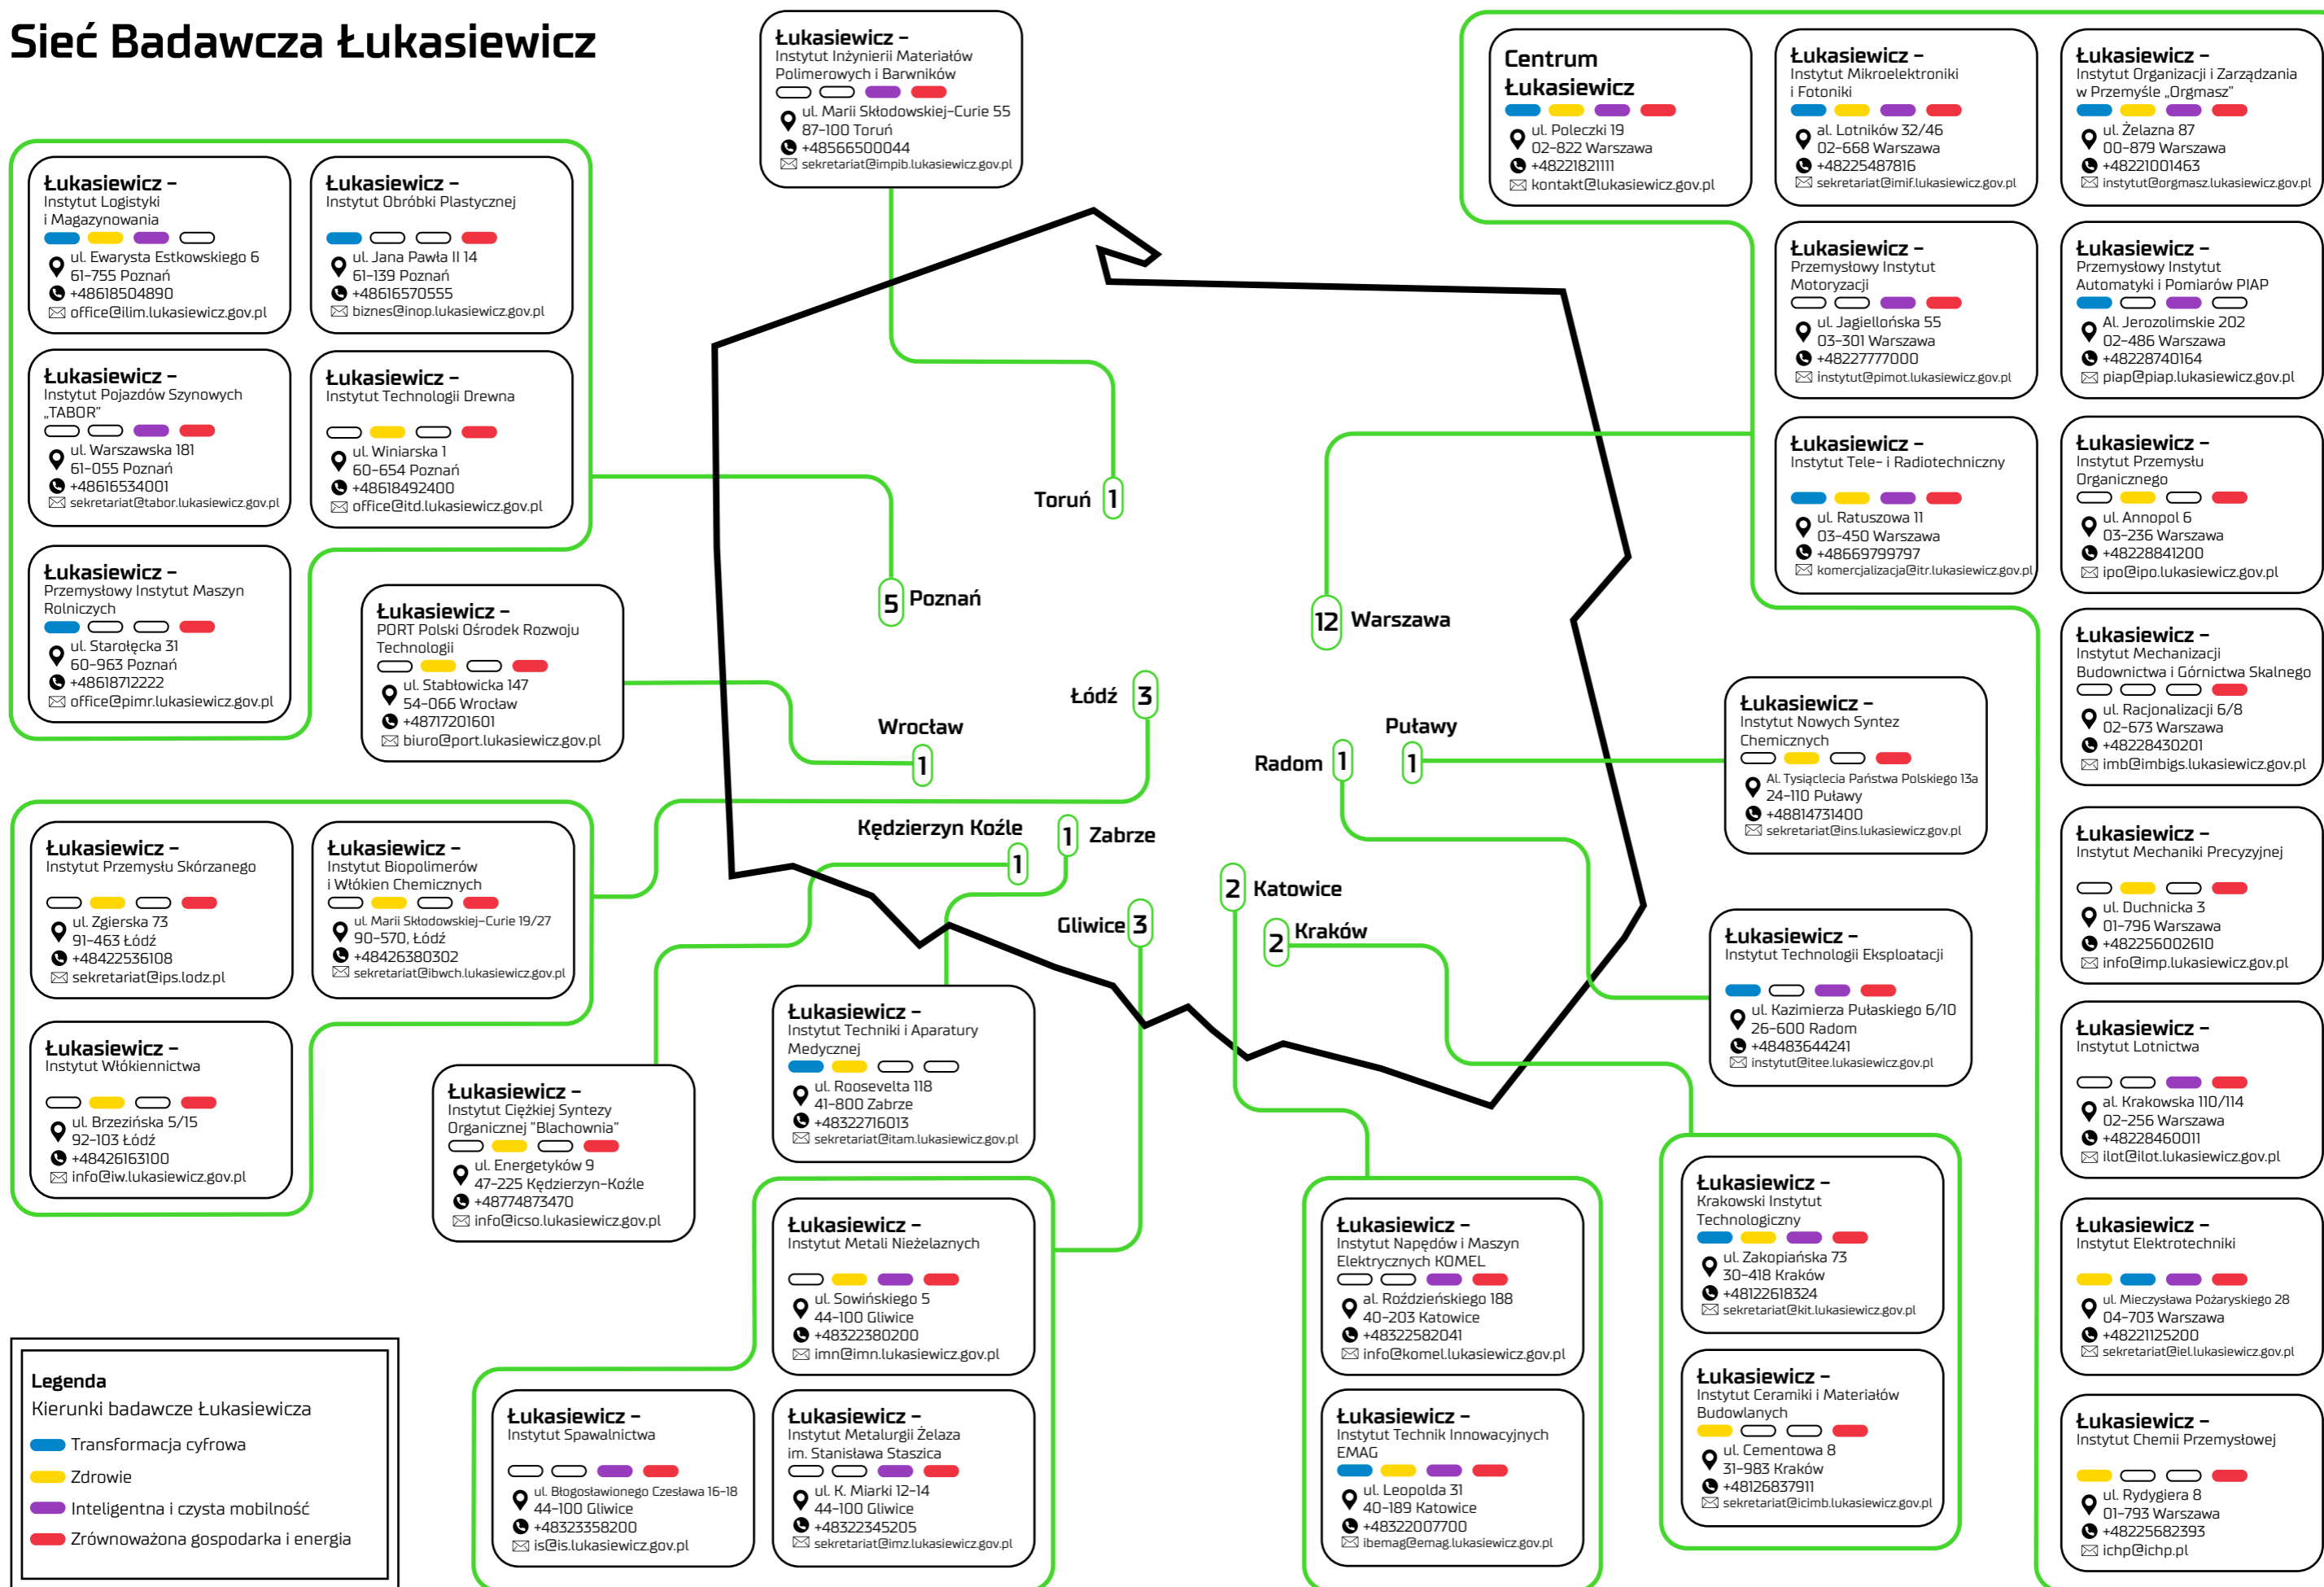 Sieć Badawcza Łukasiewicz
Łukasiewicz –
Instytut Inżynierii Materiałów
Polimerowych i Barwników
ul. Marii Skłodowskiej-Curie 55
87-100 Toruń
+48566500044
sekretariat@impib.lukasiewicz.gov.pl
Centrum
Łukasiewicz
ul. Poleczki 19
02-822 Warszawa
+48221821111
kontakt@lukasiewicz.gov.pl
Łukasiewicz –
Instytut Mikroelektroniki
i Fotoniki
al. Lotników 32/46
02-668 Warszawa
+48225487816
sekretariat@imif.lukasiewicz.gov.pl
Łukasiewicz –
Instytut Organizacji i Zarządzania
w Przemyśle „Orgmasz”
ul. Żelazna 87
00-879 Warszawa
+48221001463
instytut@orgmasz.lukasiewicz.gov.pl
Łukasiewicz –
Instytut Logistyki
i Magazynowania
ul. Ewarysta Estkowskiego 6
61-755 Poznań
+48618504890
office@ilim.lukasiewicz.gov.pl
Łukasiewicz –
Instytut Obróbki Plastycznej
ul. Jana Pawła II 14
61-139 Poznań
+48616570555
biznes@inop.lukasiewicz.gov.pl
Łukasiewicz –
Przemysłowy Instytut
Motoryzacji
ul. Jagiellońska 55
03-301 Warszawa
+48227777000
instytut@pimot.lukasiewicz.gov.pl
Łukasiewicz –
Przemysłowy Instytut
Automatyki i Pomiarów PIAP
Al. Jerozolimskie 202
02-486 Warszawa
+48228740164
piap@piap.lukasiewicz.gov.pl
Łukasiewicz –
Instytut Pojazdów Szynowych
„TABOR”
ul. Warszawska 181
61-055 Poznań
+48616534001
sekretariat@tabor.lukasiewicz.gov.pl
Łukasiewicz –
Instytut Technologii Drewna
ul. Winiarska 1
60-654 Poznań
+48618492400
office@itd.lukasiewicz.gov.pl
Łukasiewicz –
Instytut Tele- i Radiotechniczny
ul. Ratuszowa 11
03-450 Warszawa
+48669799797
komercjalizacja@itr.lukasiewicz.gov.pl
Łukasiewicz –
Instytut Przemysłu
Organicznego
ul. Annopol 6
03-236 Warszawa
+48228841200
ipo@ipo.lukasiewicz.gov.pl
Toruń 1
Łukasiewicz –
Przemysłowy Instytut Maszyn
Rolniczych
ul. Starołęcka 31
60-963 Poznań
+48618712222
office@pimr.lukasiewicz.gov.pl
Łukasiewicz –
PORT Polski Ośrodek Rozwoju
Technologii
ul. Stabłowicka 147
54-066 Wrocław
+48717201601
biuro@port.lukasiewicz.gov.pl
5 Poznań
12 Warszawa
Łukasiewicz –
Instytut Mechanizacji
Budownictwa i Górnictwa Skalnego
ul. Racjonalizacji 6/8
02-673 Warszawa
+48228430201
imb@imbigs.lukasiewicz.gov.pl
Łódź 3
Wrocław
1
Radom 1
Puławy
1
Łukasiewicz –
Instytut Nowych Syntez
Chemicznych
Al. Tysiąclecia Państwa Polskiego 13a
24-110 Puławy
+48814731400
sekretariat@ins.lukasiewicz.gov.pl
Łukasiewicz –
Instytut Przemysłu Skórzanego
ul. Zgierska 73
91-463 Łódź
+48422536108
sekretariat@ips.lodz.pl
Łukasiewicz –
Instytut Biopolimerów
i Włókien Chemicznych
ul. Marii Skłodowskiej-Curie 19/27
90-570, Łódź
+48426380302
sekretariat@ibwch.lukasiewicz.gov.pl
Kędzierzyn Koźle
1
1 Zabrze
Łukasiewicz –
Instytut Mechaniki Precyzyjnej
ul. Duchnicka 3
01-796 Warszawa
+482256002610
info@imp.lukasiewicz.gov.pl
Gliwice 3
2 Katowice
2 Kraków
Łukasiewicz –
Instytut Technologii Eksploatacji
ul. Kazimierza Pułaskiego 6/10
26-600 Radom
+48483644241
instytut@itee.lukasiewicz.gov.pl
Łukasiewicz –
Instytut Włókiennictwa
ul. Brzezińska 5/15
92-103 Łódź
+48426163100
info@iw.lukasiewicz.gov.pl
Łukasiewicz –
Instytut Ciężkiej Syntezy
Organicznej "Blachownia"
ul. Energetyków 9
47-225 Kędzierzyn-Koźle
+48774873470
info@icso.lukasiewicz.gov.pl
Łukasiewicz –
Instytut Techniki i Aparatury
Medycznej
ul. Roosevelta 118
41-800 Zabrze
+48322716013
sekretariat@itam.lukasiewicz.gov.pl
Łukasiewicz –
Instytut Lotnictwa
al. Krakowska 110/114
02-256 Warszawa
+48228460011
ilot@ilot.lukasiewicz.gov.pl
Łukasiewicz –
Instytut Metali Nieżelaznych
ul. Sowińskiego 5
44-100 Gliwice
+48322380200
imn@imn.lukasiewicz.gov.pl
Łukasiewicz –
Instytut Napędów i Maszyn
Elektrycznych KOMEL
al. Roździeńskiego 188
40-203 Katowice
+48322582041
info@komel.lukasiewicz.gov.pl
Łukasiewicz –
Krakowski Instytut
Technologiczny
ul. Zakopiańska 73
30-418 Kraków
+48122618324
sekretariat@kit.lukasiewicz.gov.pl
Łukasiewicz –
Instytut Elektrotechniki
ul. Mieczysława Pożaryskiego 28
04-703 Warszawa
+48221125200
sekretariat@iel.lukasiewicz.gov.pl
Legenda
Kierunki badawcze Łukasiewicza
Transformacja cyfrowa
Zdrowie
Inteligentna i czysta mobilność
Zrównoważona gospodarka i energia
Łukasiewicz –
Instytut Spawalnictwa
ul. Błogosławionego Czesława 16-18
44-100 Gliwice
+48323358200
is@is.lukasiewicz.gov.pl
Łukasiewicz –
Instytut Metalurgii Żelaza
im. Stanisława Staszica
ul. K. Miarki 12-14
44-100 Gliwice
+48322345205
sekretariat@imz.lukasiewicz.gov.pl
Łukasiewicz –
Instytut Technik Innowacyjnych
EMAG
ul. Leopolda 31
40-189 Katowice
+48322007700
ibemag@emag.lukasiewicz.gov.pl
Łukasiewicz –
Instytut Ceramiki i Materiałów
Budowlanych
ul. Cementowa 8
31-983 Kraków
+48126837911
sekretariat@icimb.lukasiewicz.gov.pl
Łukasiewicz –
Instytut Chemii Przemysłowej
ul. Rydygiera 8
01-793 Warszawa
+48225682393
ichp@ichp.pl